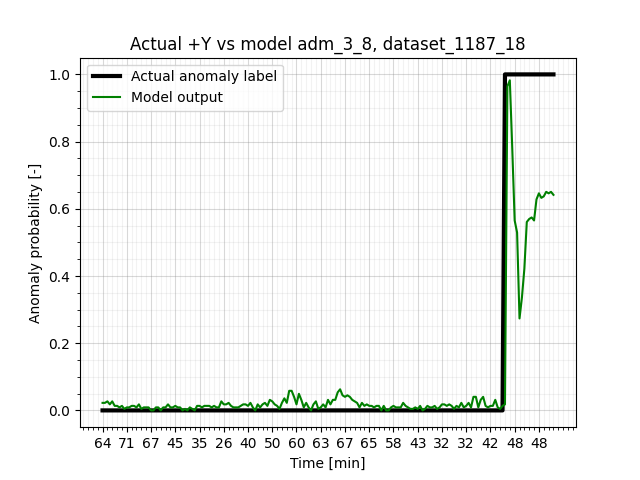 Actual +Y vs model adm_3_8, dataset_1187_18
Actual anomaly label
Model output
1.0
0.8
0.6
0.4
0.2
0.0
Anomaly probability [-]
64 71 67 45 35 26 40 50 60 63 67 65 58 43 32 32 42 48 48
Time [min]